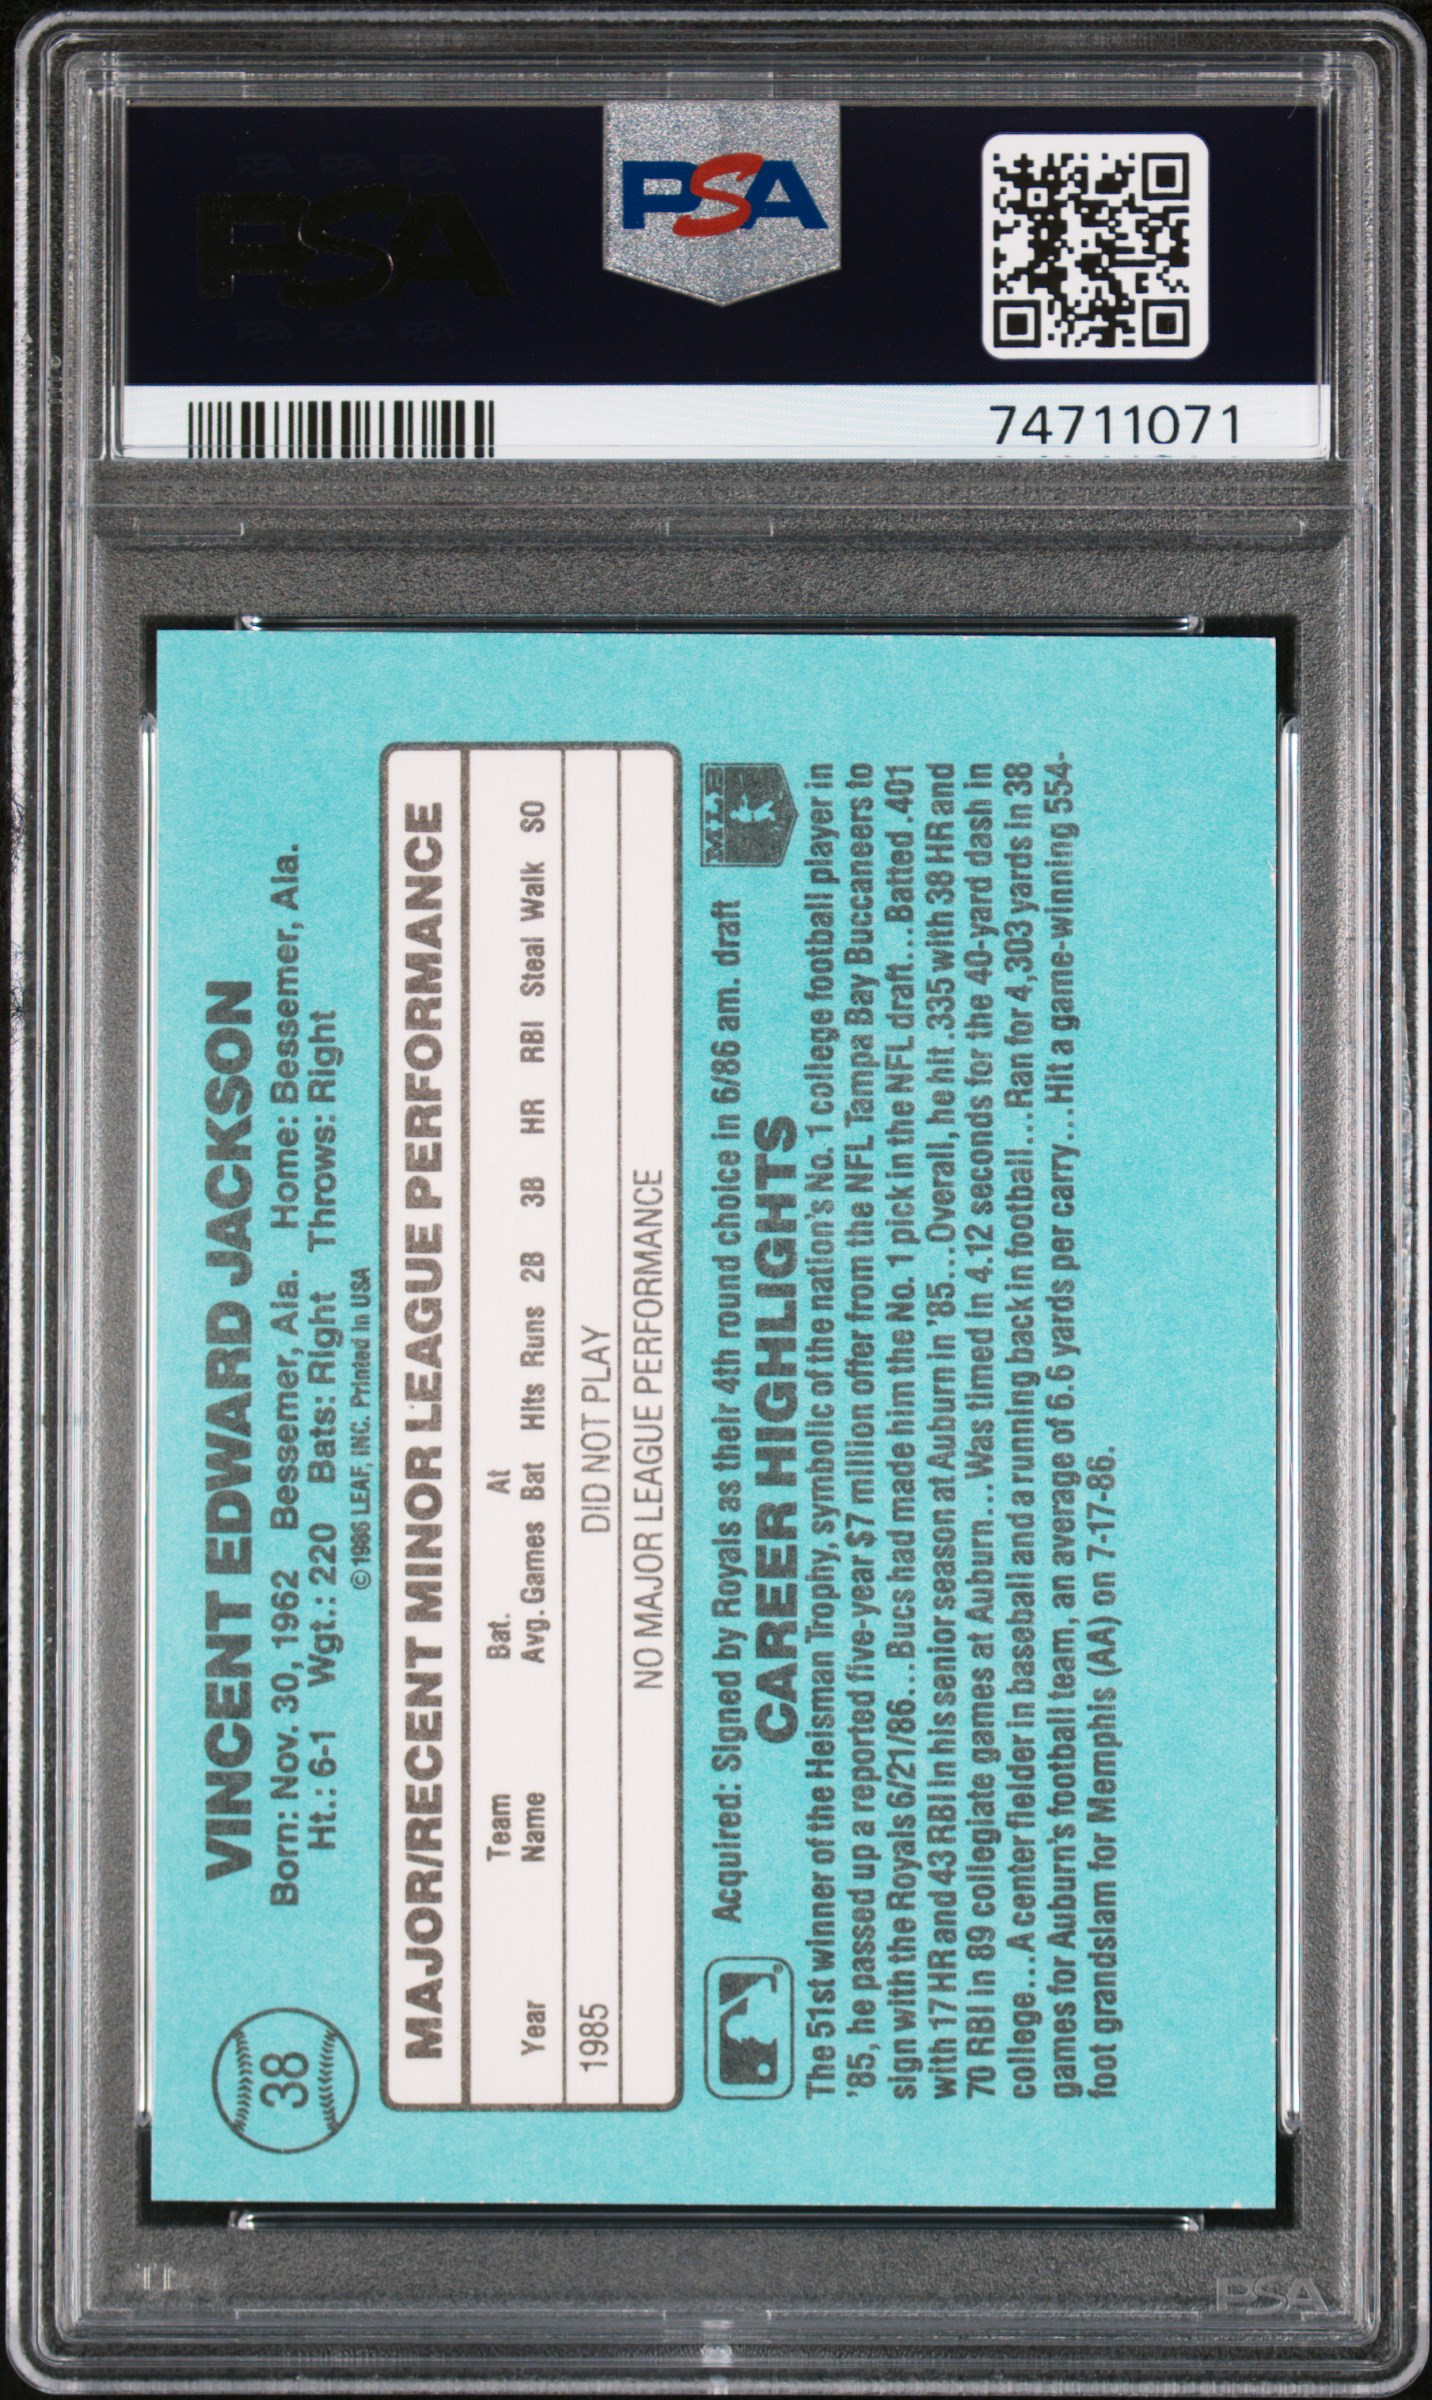 PSA PSA PSA
PSA
PSA PSA PSA
PSA
74711071
38
VINCENT EDWARD JACKSON
Born: Nov. 30, 1962 Bessemer, Ala. Home: Bessemer, Ala.
Ht.: 6-1 Wgt.: 220 Bats: Right Throws: Right
© 1986 LEAF, INC. Printed in USA
MAJOR/RECENT MINOR LEAGUE PERFORMANCE
Team Bat. At
Year Name Avg. Games Bat Hits Runs 2B 3B HR RBI Steal Walk SO
1985 DID NOT PLAY
NO MAJOR LEAGUE PERFORMANCE
Acquired: Signed by Royals as their 4th round choice in 6/86 am. draft
MLB
CAREER HIGHLIGHTS
The 51st winner of the Heisman Trophy, symbolic of the nation's No. 1 college football player in
'85, he passed up a reported five-year $7 million offer from the NFL Tampa Bay Buccaneers to
sign with the Royals 6/21/86...Bucs had made him the No. 1 pick in the NFL draft...Batted .401
with 17 HR and 43 RBI in his senior season at Auburn in '85...Overall, he hit .335 with 38 HR and
70 RBI in 89 collegiate games at Auburn....Was timed in 4.12 seconds for the 40-yard dash in
college...A center fielder in baseball and a running back in football...Ran for 4,303 yards in 38
games for Auburn's football team, an average of 6.6 yards per carry...Hit a game-winning 554-
foot grandslam for Memphis (AA) on 7-17-86.
PSA